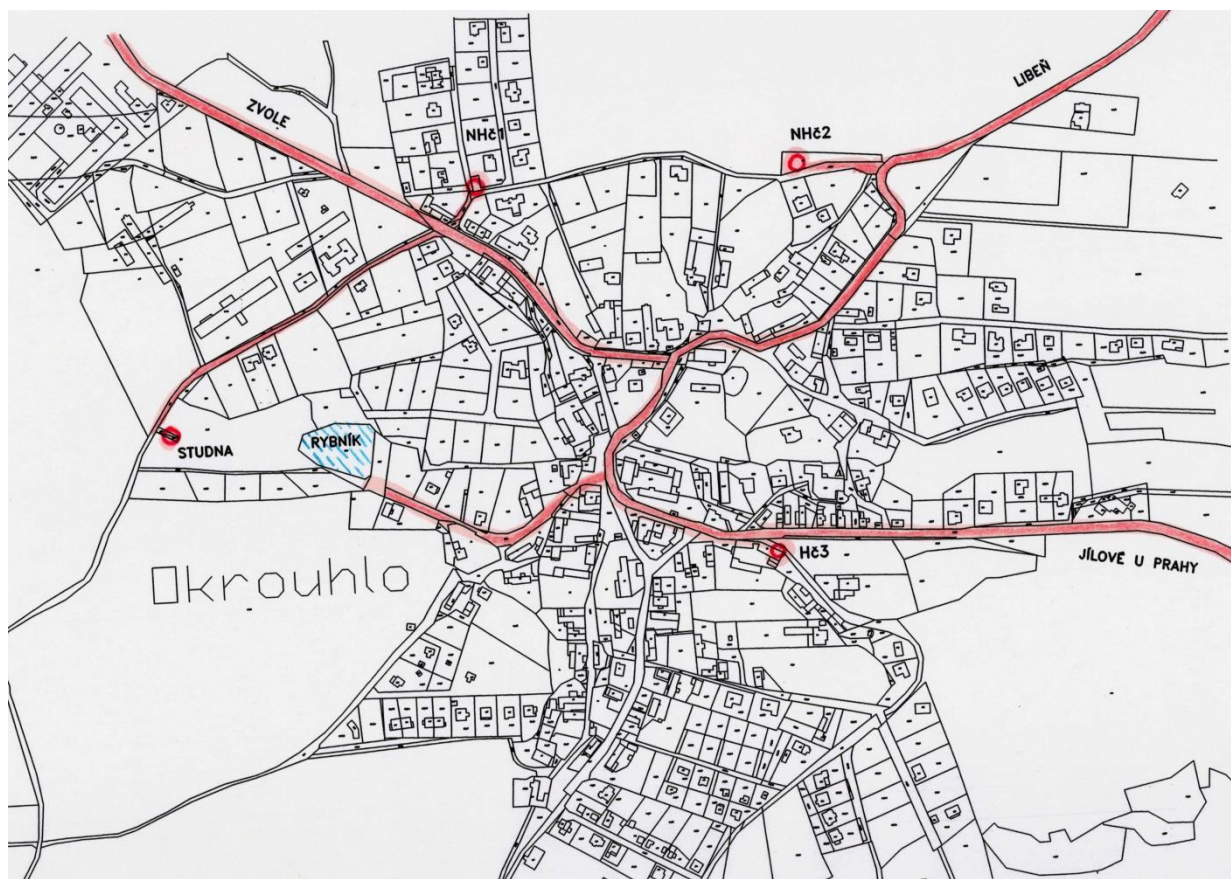 LIBEŇ
ZVOLE
NHč1
NHč2
RYBNÍK
STUDNA
Hč3
JÍLOVÉ U PRAHY
Okrouhlo